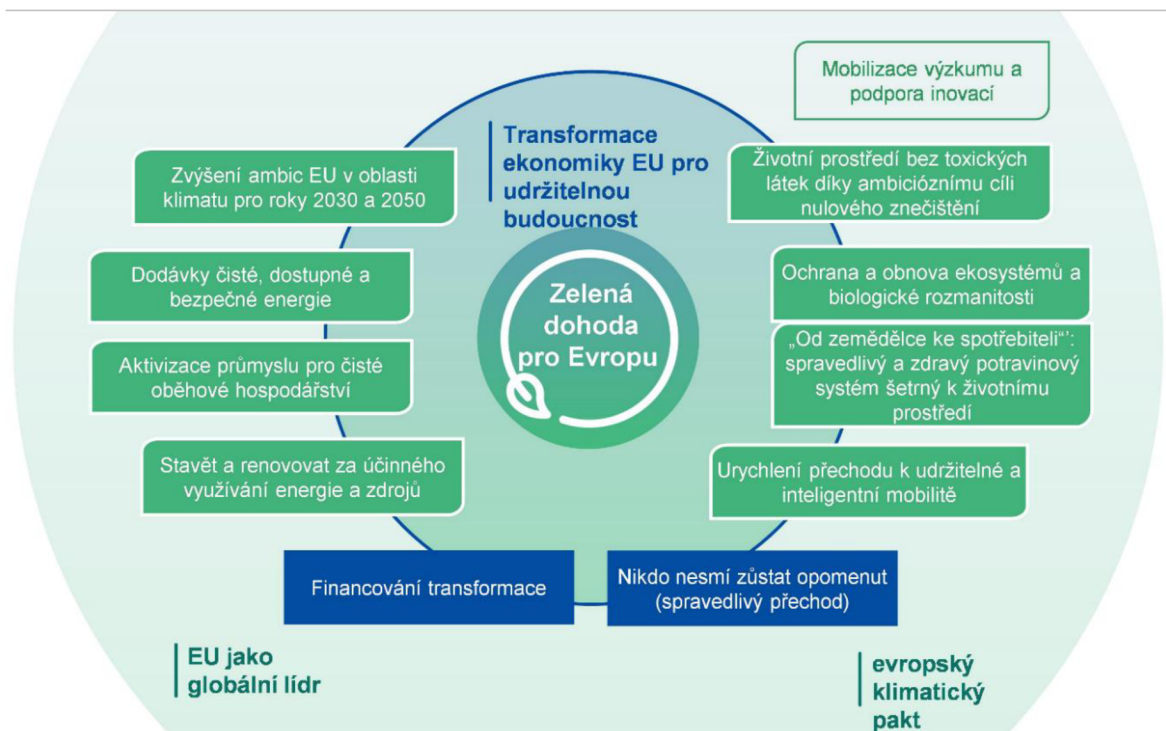 Mobilizace výzkumu a
podpora inovací
Transformace
ekonomiky EU pro
udržitelnou
budoucnost
Zvýšení ambic EU v oblasti
klimatu pro roky 2030 a 2050
Dodávky čisté, dostupné a
bezpečné energie
Aktivizace průmyslu pro čisté
oběhové hospodářství
Stavět a renovovat za účinného
využívání energie a zdrojů
Zelená
dohoda
pro Evropu
Životní prostředí bez toxických
látek díky ambicióznímu cíli
nulového znečištění
Ochrana a obnova ekosystémů a
biologické rozmanitosti
„Od zemědělce ke spotřebiteli“':
spravedlivý a zdravý potravinový
systém šetrný k životnímu
prostředí
Urychlení přechodu k udržitelné a
inteligentní mobilitě
Financování transformace
Nikdo nesmí zůstat opomenut
(spravedlivý přechod)
EU jako
globální lídr
evropský
klimatický
pakt